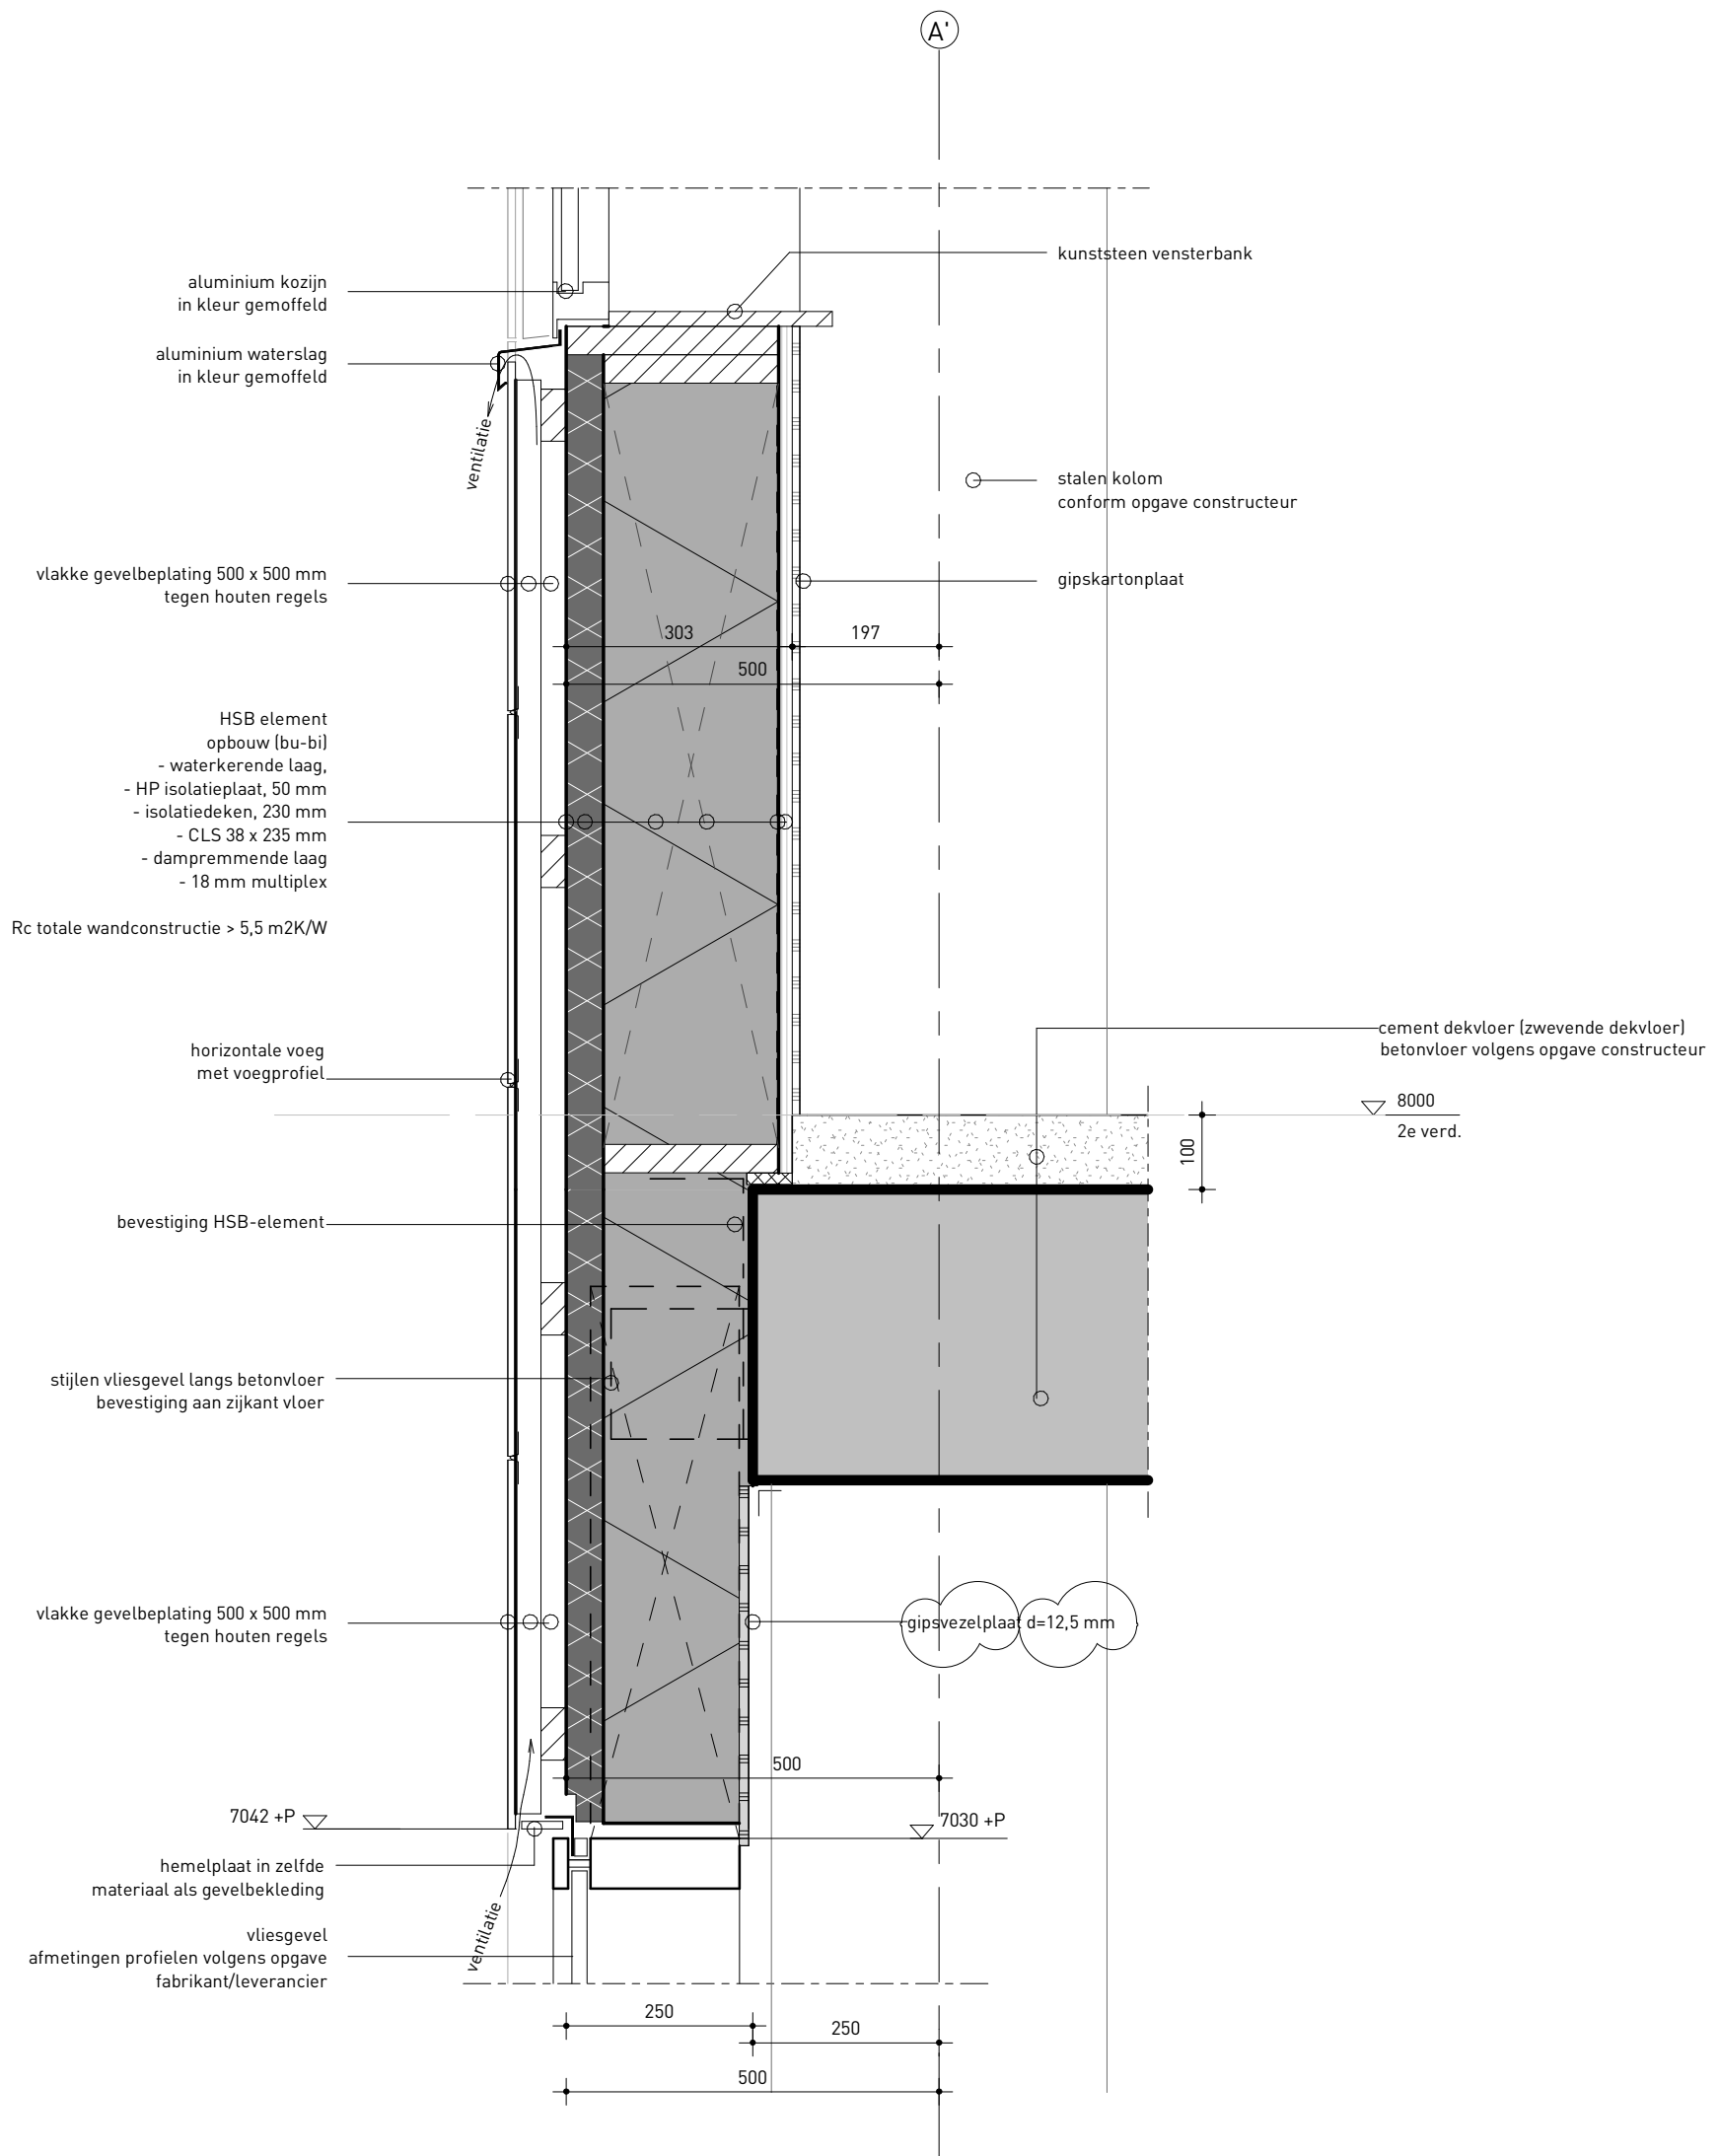 A'
kunststeen vensterbank
aluminium kozijn
in kleur gemoffeld
aluminium waterslag
in kleur gemoffeld
ventilatie
stalen kolom
conform opgave constructeur
vlakke gevelbeplating 500 x 500 mm
tegen houten regels
gipskartonplaat
303
197
500
HSB element
opbouw (bu-bi)
- waterkerende laag,
- HP isolatieplaat, 50 mm
- isolatiedeken, 230 mm
- CLS 38 x 235 mm
- dampremmende laag
- 18 mm multiplex
Rc totale wandconstructie > 5,5 m2K/W
cement dekvloer (zwevende dekvloer)
betonvloer volgens opgave constructeur
horizontale voeg
met voegprofiel
8000
2e verd.
100
bevestiging HSB-element
stijlen vliesgevel langs betonvloer
bevestiging aan zijkant vloer
vlakke gevelbeplating 500 x 500 mm
tegen houten regels
gipsvezelplaat d=12,5 mm
500
7042 +P
7030 +P
hemelplaat in zelfde
materiaal als gevelbekleding
ventilatie
vliesgevel
afmetingen profielen volgens opgave
fabrikant/leverancier
250
250
500